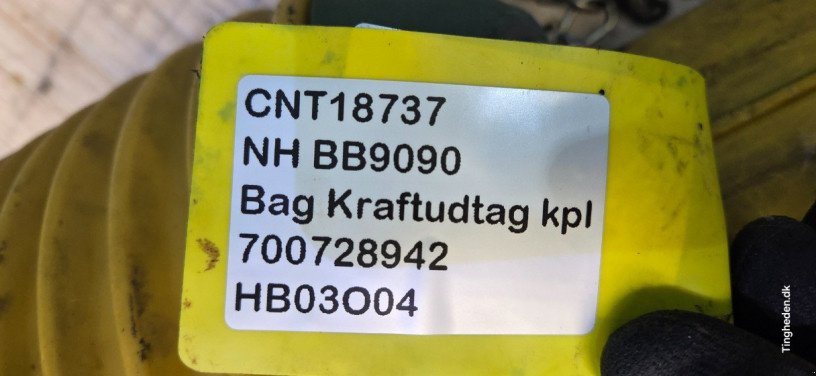 CNT18737
NH BB9090
Bag Kraftudtag kpl
700728942
HB03O04
Tingheden.dk